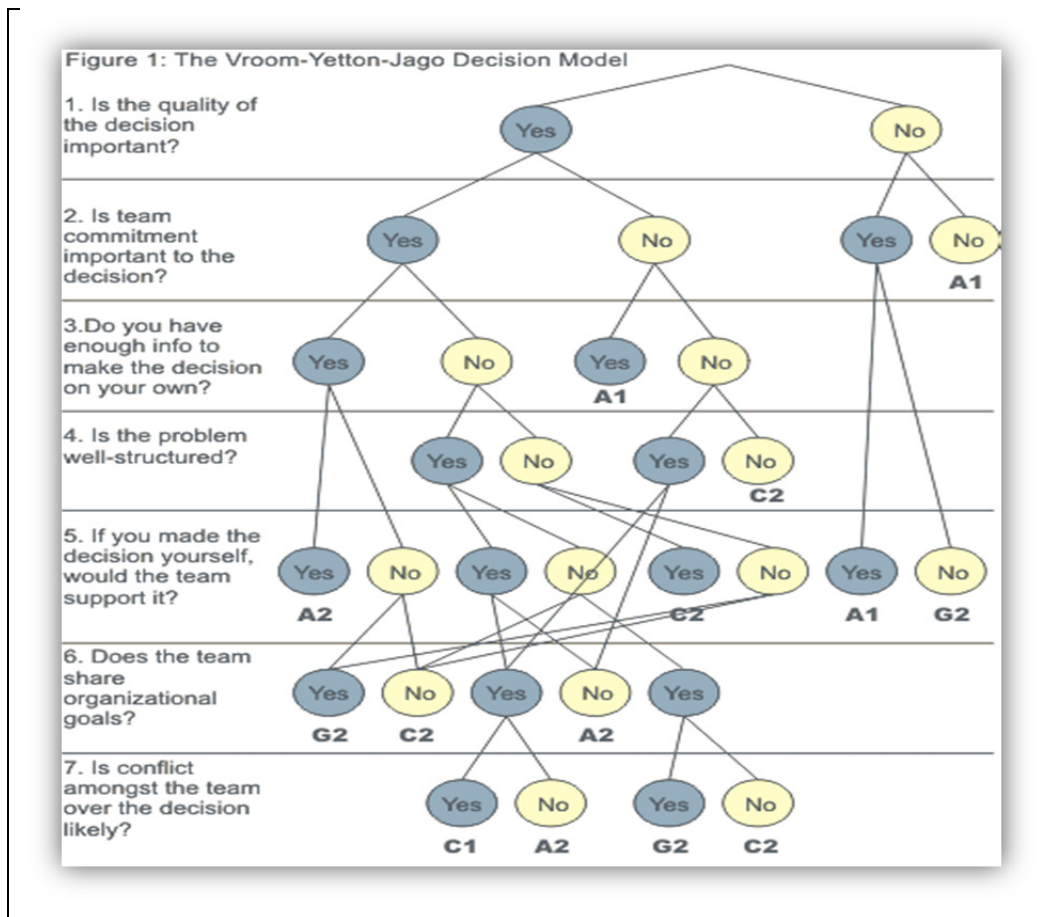 Figure 1: The Vroom-Yetton-Jago Decision Model
1. Is the quality of
the decision
important?
Yes No
2. Is team
commitment
important to the
decision?
Yes No Yes No
A1
3.Do you have
enough info to
make the decision
on your own?
Yes No Yes No
A1
4. Is the problem
well-structured?
Yes No Yes No
C2
5. If you made the
decision yourself,
would the team
support it?
Yes No Yes No Yes No Yes No
A2 C2 A1 G2
6. Does the team
share
organizational
goals?
Yes No Yes No Yes
G2 C2 A2
7. Is conflict
amongst the team
over the decision
likely?
Yes No Yes No
C1 A2 G2 C2